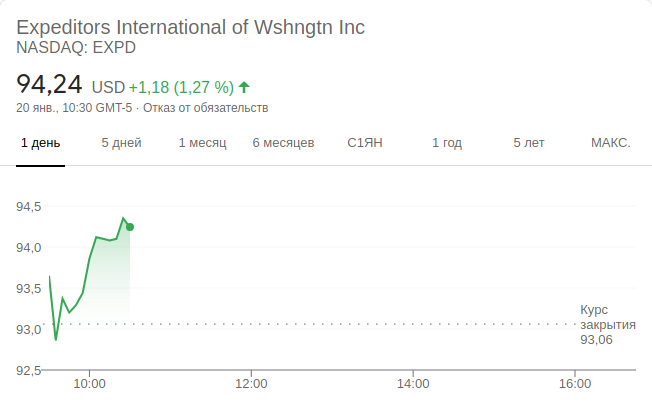 Expeditors International of Wshngtn Inc
NASDAQ: EXPD
94,24 USD +1,18 (1,27 %)
20 янв., 10:30 GMT-5 · Отказ от обязательств
1 день 5 дней 1 месяц 6 месяцев С1ЯН 1 год 5 лет МАКС.
94,5
94,0
93,5
93,0
92,5
Курс
закрытия
93,06
10:00 12:00 14:00 16:00